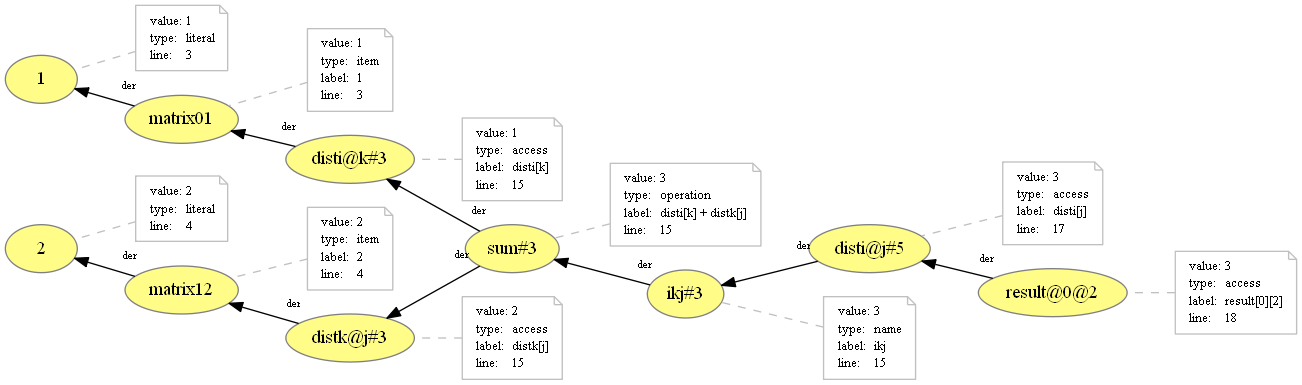 value: 1
type: literal
line: 3
1
der
matrix01
value: 1
type: item
label: 1
line: 3
der
disti@k#3
value: 1
type: access
label: disti[k]
line: 15
der
value: 2
type: literal
line: 4
2
der
matrix12
value: 2
type: item
label: 2
line: 4
der
distk@j#3
value: 2
type: access
label: distk[j]
line: 15
der
sum#3
value: 3
type: operation
label: disti[k] + distk[j]
line: 15
der
ikj#3
value: 3
type: name
label: ikj
line: 15
der
disti@j#5
value: 3
type: access
label: disti[j]
line: 17
der
result@0@2
value: 3
type: access
label: result[0][2]
line: 18